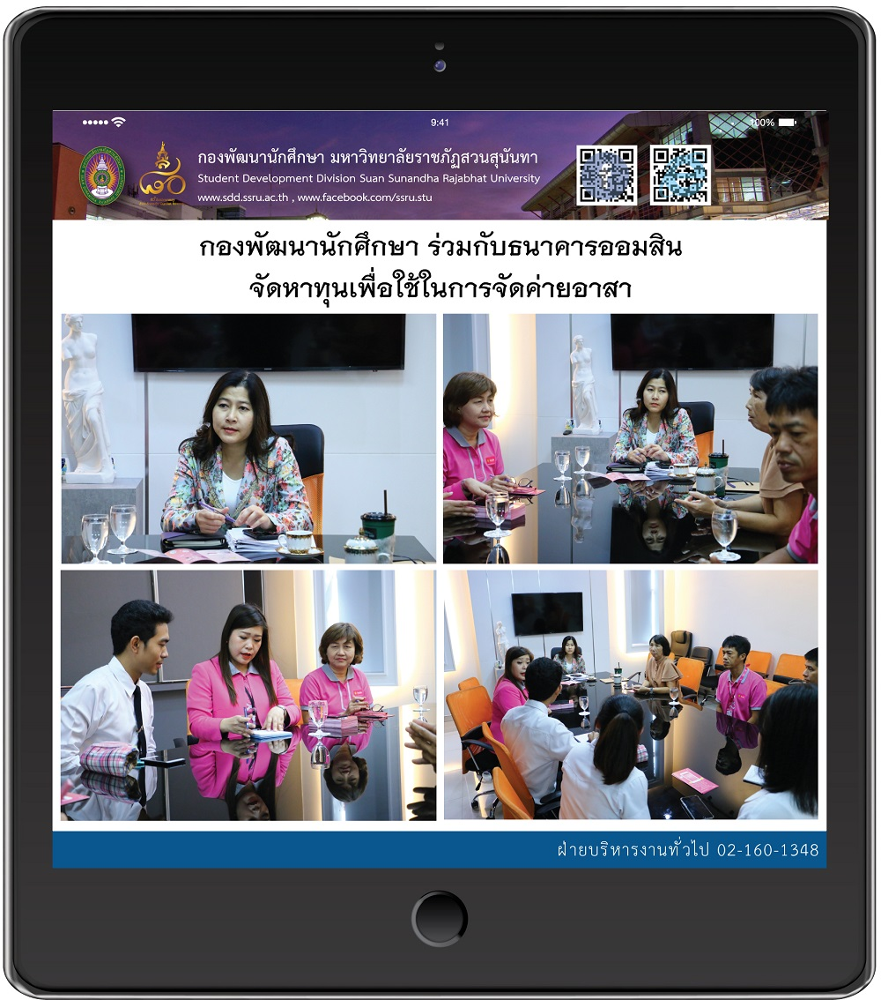 9:41
100%
กองพัฒนานักศึกษา มหาวิทยาลัยราชภัฏสวนสุนันทา
Student Development Division Suan Sunandha Rajabhat University
www.sdd.ssru.ac.th , www.facebook.com/ssru.stu
กองพัฒนานักศึกษา ร่วมกับธนาคารออมสิน
จัดหาทุนเพื่อใช้ในการจัดค่ายอาสา
ฝ่ายบริหารงานทั่วไป 02-160-1348